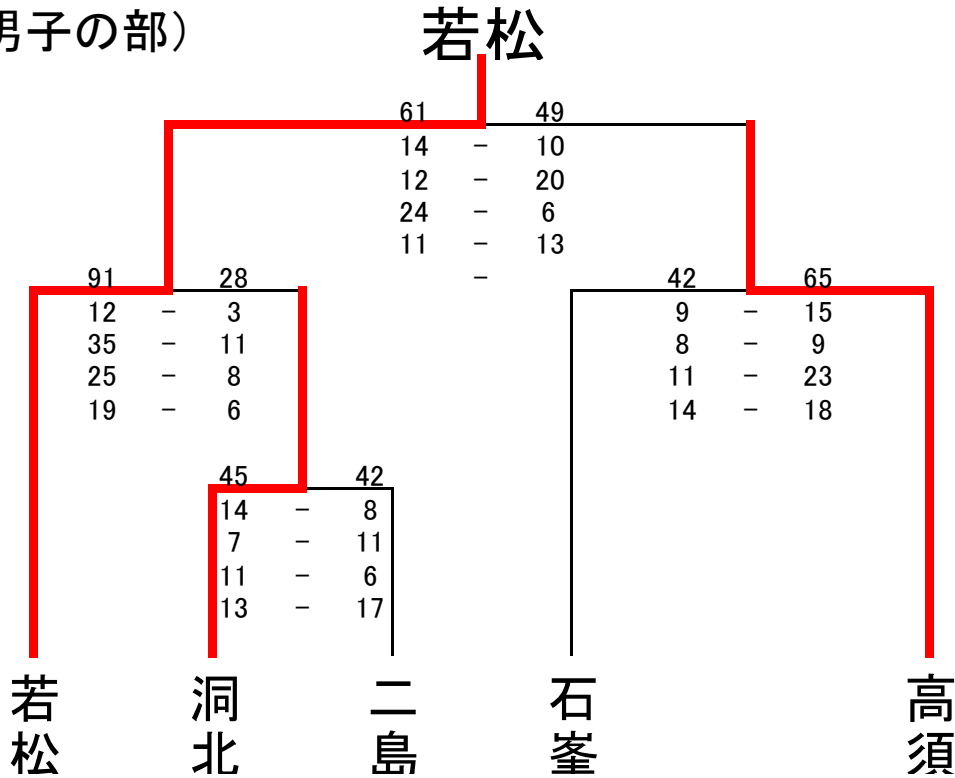 男子の部）
若松
61 49
14 － 10
12 － 20
24 － 6
11 － 13
－
91 28
12 － 3
35 － 11
25 － 8
19 － 6
42 65
9 － 15
8 － 9
11 － 23
14 － 18
45 42
14 － 8
7 － 11
11 － 6
13 － 17
若松
洞北
二島
石峯
高須